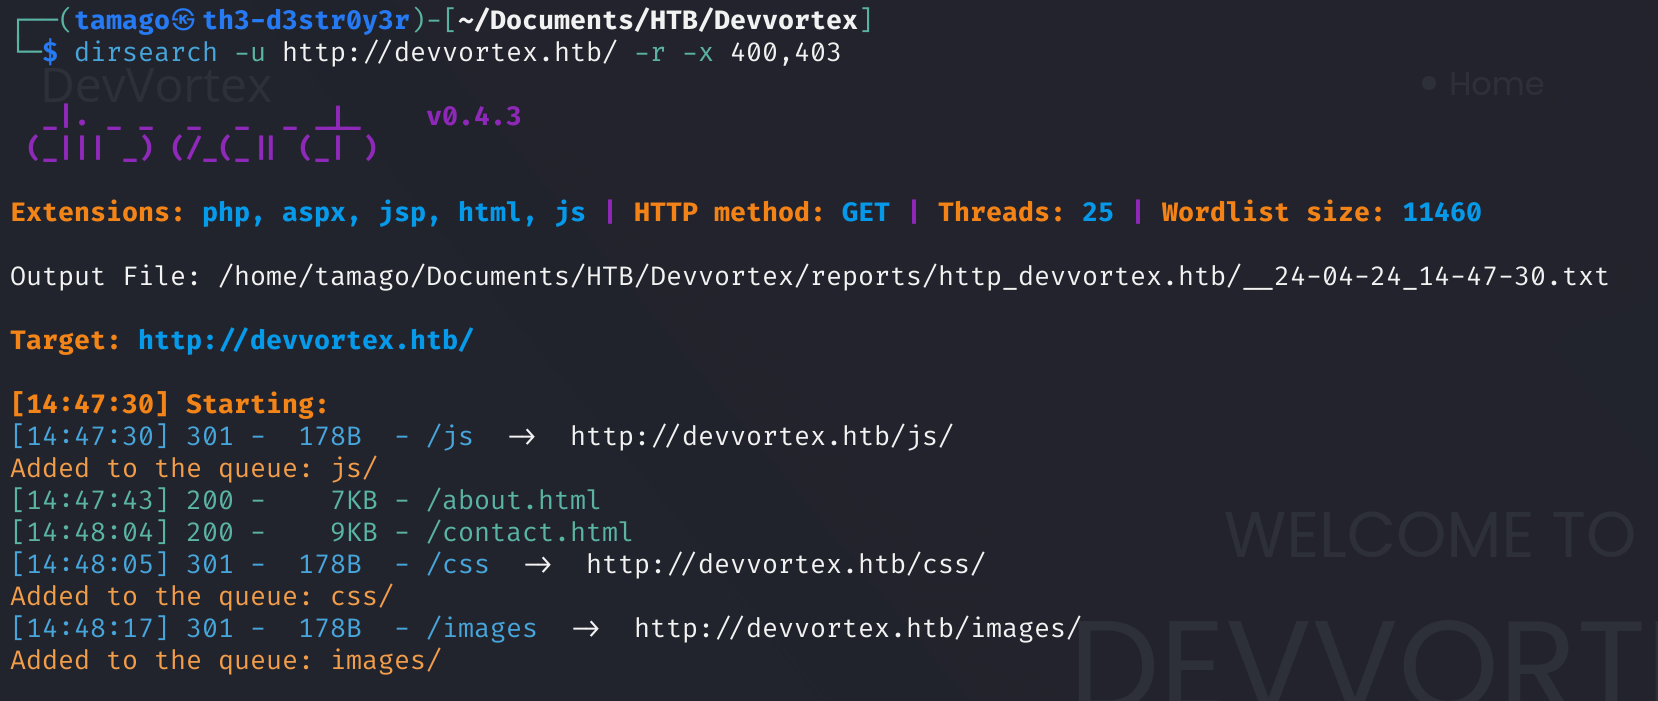 ┌──(tamago㉿th3-d3str0y3r)-[~/Documents/HTB/Devvortex]
└─$ dirsearch -u http://devvortex.htb/ -r -x 400,403
DevVortex
Home
  _|. _ _  _  _  _ _|_    v0.4.3
 (_||| _) (/_(_|| (_| )
Extensions: php, aspx, jsp, html, js | HTTP method: GET | Threads: 25 | Wordlist size: 11460
Output File: /home/tamago/Documents/HTB/Devvortex/reports/http_devvortex.htb/__24-04-24_14-47-30.txt
Target: http://devvortex.htb/
[14:47:30] Starting:
[14:47:30] 301 -  178B  - /js  ->  http://devvortex.htb/js/
Added to the queue: js/
[14:47:43] 200 -    7KB - /about.html
[14:48:04] 200 -    9KB - /contact.html
WELCOME TO
[14:48:05] 301 -  178B  - /css  ->  http://devvortex.htb/css/
Added to the queue: css/
[14:48:17] 301 -  178B  - /images  ->  http://devvortex.htb/images/
Added to the queue: images/
DEVVORT